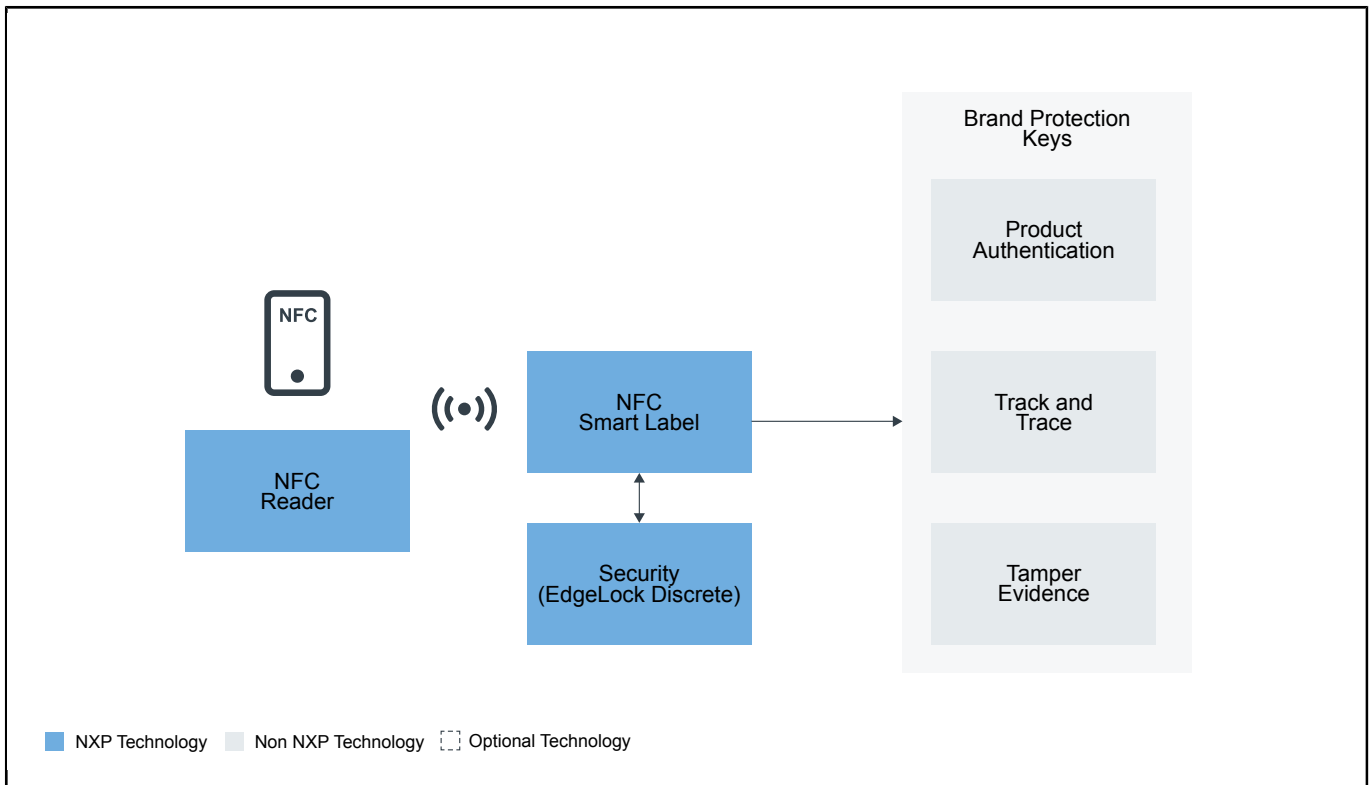 Brand Protection
Keys
Product
Authentication
NFC
NFC
Smart Label
Track and
Trace
NFC
Reader
Security
(EdgeLock Discrete)
Tamper
Evidence
NXP Technology
Non NXP Technology
Optional Technology